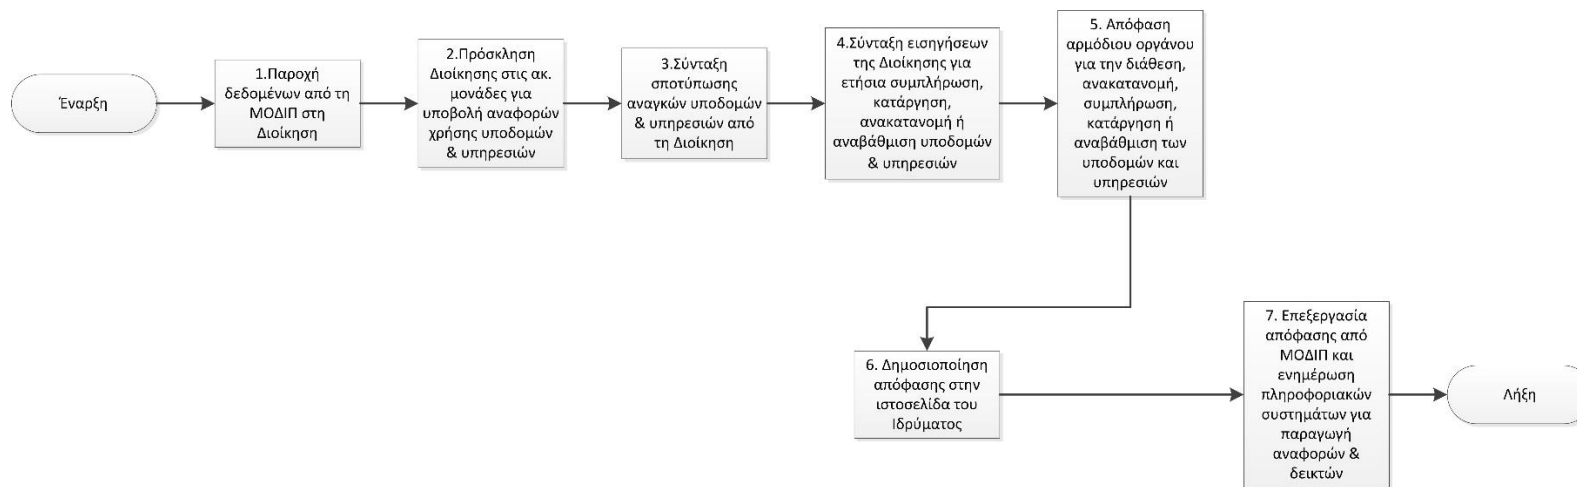 Έναρξη
1.Παροχή
δεδομένων από τη
ΜΟΔΙΠ στη
Διοίκηση
2.Πρόσκληση
Διοίκησης στις ακ.
μονάδες για
υποβολή αναφορών
χρήσης υποδομών
& υπηρεσιών
3.Σύνταξη
σποτύπωσης
αναγκών υποδομών
& υπηρεσιών από
τη Διοίκηση
4.Σύνταξη εισηγήσεων
της Διοίκησης για
ετήσια συμπλήρωση,
κατάργηση,
ανακατανομή ή
αναβάθμιση υποδομών
& υπηρεσιών
5. Απόφαση
αρμόδιου οργάνου
για την διάθεση,
ανακατανομή,
συμπλήρωση,
κατάργηση ή
αναβάθμιση των
υποδομών και
υπηρεσιών
6. Δημοσιοποίηση
απόφασης στην
ιστοσελίδα του
Ιδρύματος
7. Επεξεργασία
απόφασης από
ΜΟΔΙΠ και
ενημέρωση
πληροφοριακών
συστημάτων για
παραγωγή
αναφορών &
δεικτών
Λήξη